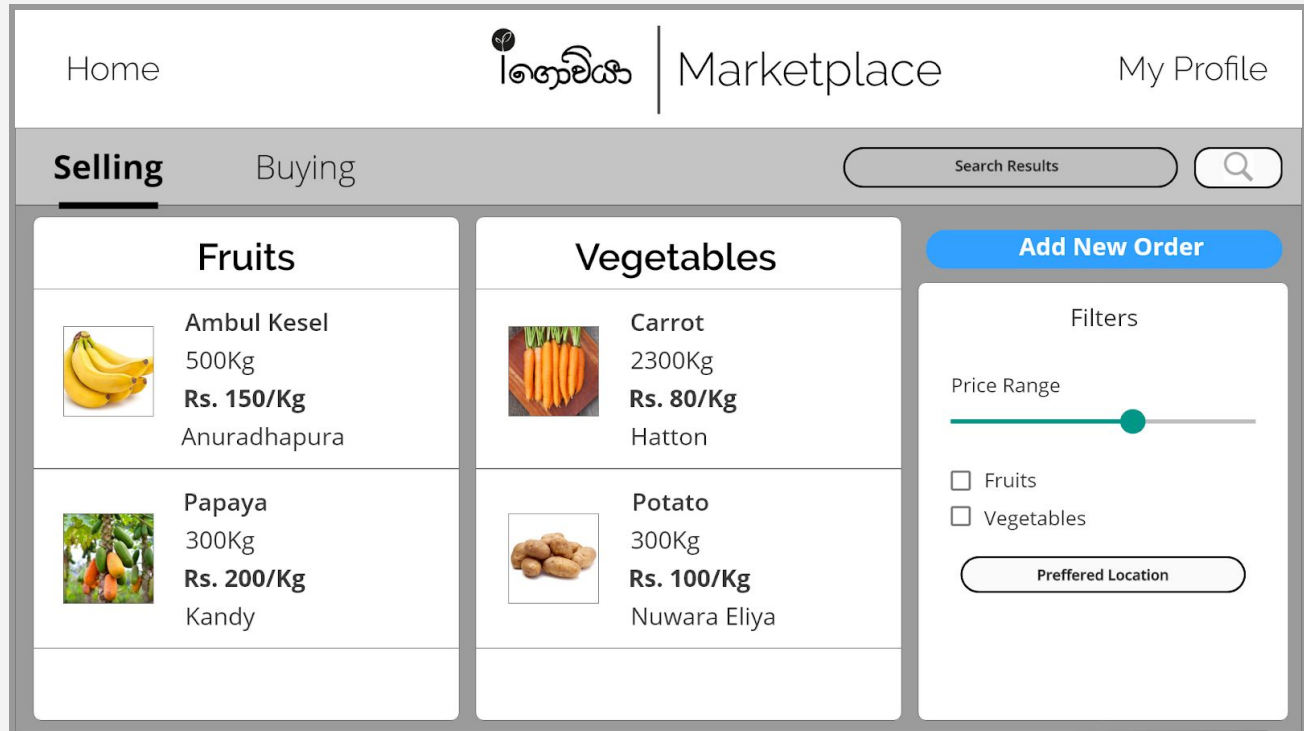 Home
iගොවියා
Marketplace
My Profile
Selling
Buying
Search Results
Fruits
Ambul Kesel
500Kg
Rs. 150/Kg
Anuradhapura
Papaya
300Kg
Rs. 200/Kg
Kandy
Vegetables
Carrot
2300Kg
Rs. 80/Kg
Hatton
Potato
300Kg
Rs. 100/Kg
Nuwara Eliya
Add New Order
Filters
Price Range
Fruits
Vegetables
Preffered Location